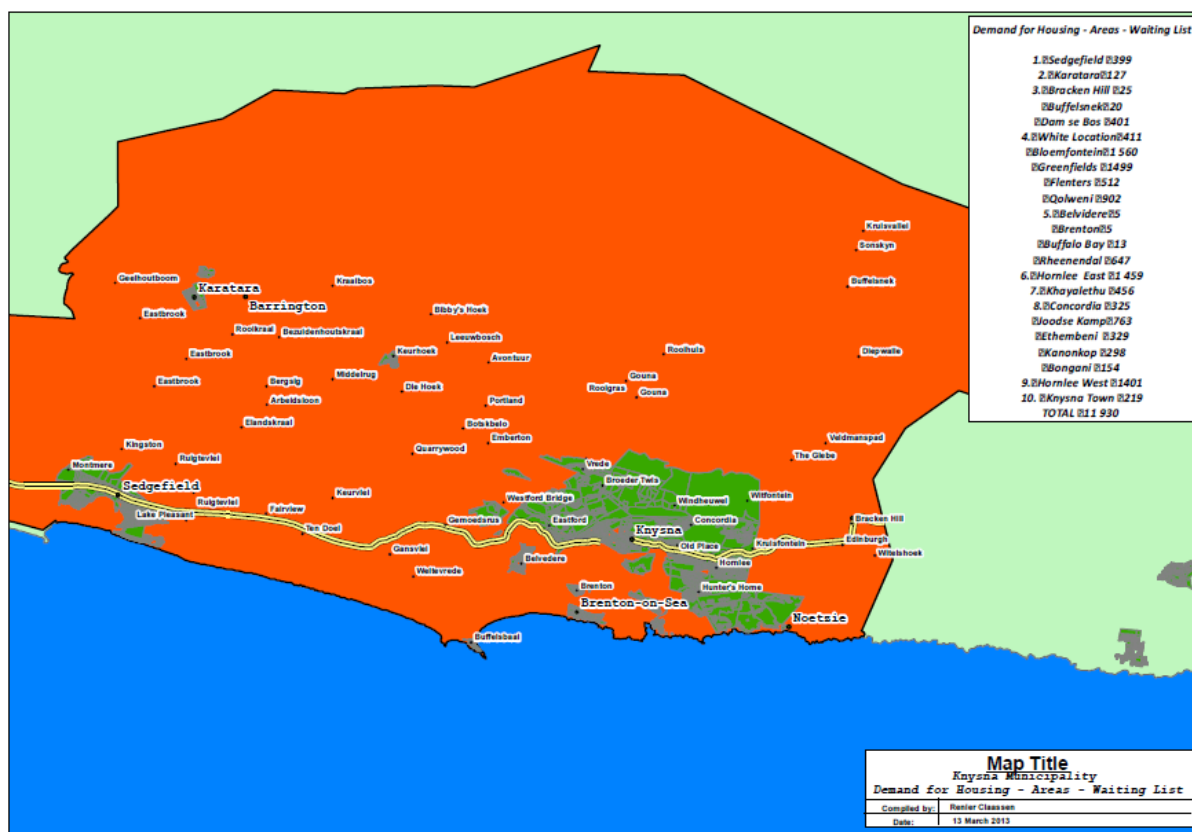 Demand for Housing - Areas - Waiting List
1.⍰Sedgefield ⍰399
2.⍰Karatara⍰127
3.⍰Bracken Hill ⍰25
⍰Buffelsnek⍰20
⍰Dam se Bos ⍰401
4.⍰White Location⍰411
⍰Bloemfontein⍰1 560
⍰Greenfields ⍰1499
⍰Flenters ⍰512
⍰Qolweni ⍰902
5.⍰Belvidere⍰5
⍰Brenton⍰5
⍰Buffalo Bay ⍰13
⍰Rheenendal ⍰647
6.⍰Hornlee East ⍰1 459
7.⍰Khayalethu ⍰456
8.⍰Concordia ⍰325
⍰Joodse Kamp⍰763
⍰Ethembeni ⍰329
⍰Kanonkop ⍰298
⍰Bongani ⍰154
9.⍰Hornlee West ⍰1401
10. ⍰Knysna Town ⍰219
TOTAL ⍰11 930
Kruisvallei
Sonskyn
Geelhoutboom
Kraaibos
Buffelsnek
Karatara
Barrington
Eastbrook
Bibby's Hoek
Rooikraal
Bezuidenhoutskraal
Leeuwbosch
Keurhoek
Eastbrook
Avontuur
Rooihuis
Diepwalle
Eastbrook
Bergsig
Middelrug
Die Hoek
Gouna
Rooigras
Gouna
Arbeidsloon
Portland
Elandskraal
Botskbelo
Emberton
Veldmanspad
Kingston
Quarrywood
The Glebe
Montmere
Ruigtevlei
Vrede
Sedgefield
Broeder Twis
Keurvlei
Westford Bridge
Windheuwel
Witfontein
Ruigtevlei
Lake Pleasant
Fairview
Ten Doel
Gemoedsrus
Eastford
Concordia
Bracken Hill
Knysna
Old Place
Kruisfontein
Edinburgh
Witelshoek
Gansvlei
Belvedere
Hornlee
Weltevrede
Brenton
Hunter's Home
Brenton-on-Sea
Noetzie
Buffelsbaai
Map Title
Knysna Municipality
Demand for Housing - Areas - Waiting List
Compiled by: Renier Claassen
Date: 13 March 2013